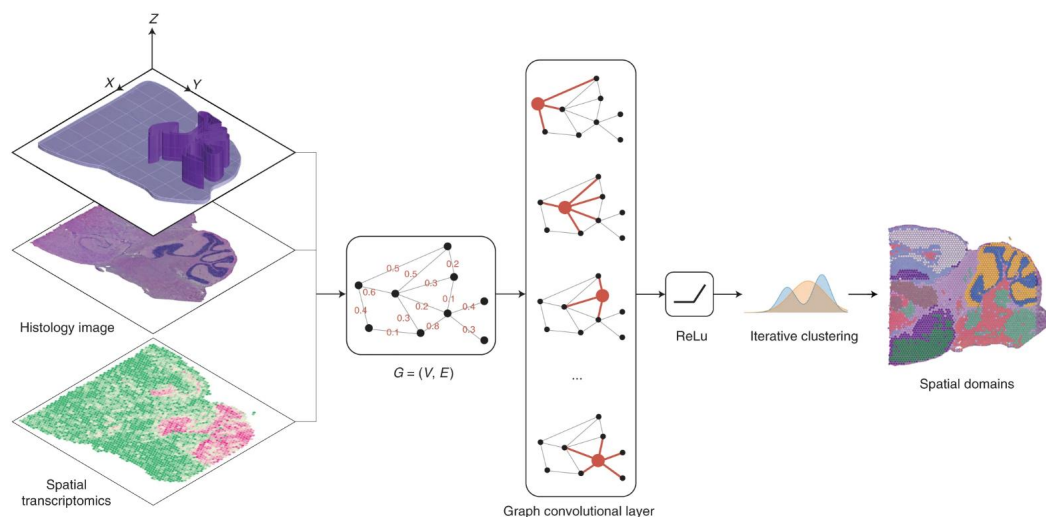 Z
X
Y
Histology image
Spatial
transcriptomics
0.5
0.2
0.5
0.3
0.6
0.2
0.1
0.4
0.4
0.3
0.8
0.3
0.1
G = (V, E)
...
Graph convolutional layer
ReLu
Iterative clustering
Spatial domains